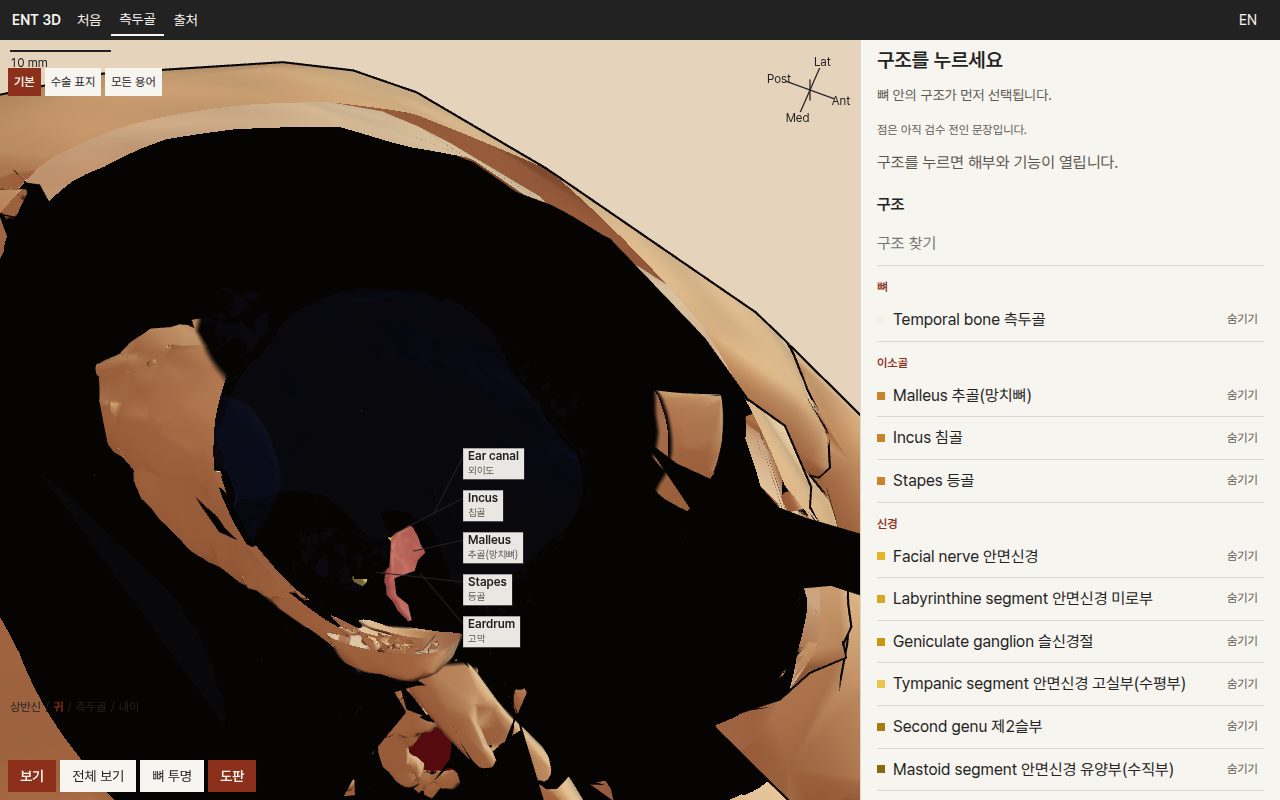 ENT 3D 처음 측두골 출처 EN
10 mm
기본 수술 표지 모든 용어
Lat
Post
Ant
Med
Ear canal
외이도
Incus
침골
Malleus
추골(망치뼈)
Stapes
등골
Eardrum
고막
상반신 / 귀 / 측두골 / 내이
보기 전체 보기 뼈 투명 도판
구조를 누르세요
뼈 안의 구조가 먼저 선택됩니다.
점은 아직 검수 전인 문장입니다.
구조를 누르면 해부와 기능이 열립니다.
구조
구조 찾기
뼈
Temporal bone 측두골 숨기기
이소골
Malleus 추골(망치뼈) 숨기기
Incus 침골 숨기기
Stapes 등골 숨기기
신경
Facial nerve 안면신경 숨기기
Labyrinthine segment 안면신경 미로부 숨기기
Geniculate ganglion 슬신경절 숨기기
Tympanic segment 안면신경 고실부(수평부) 숨기기
Second genu 제2슬부 숨기기
Mastoid segment 안면신경 유양부(수직부) 숨기기